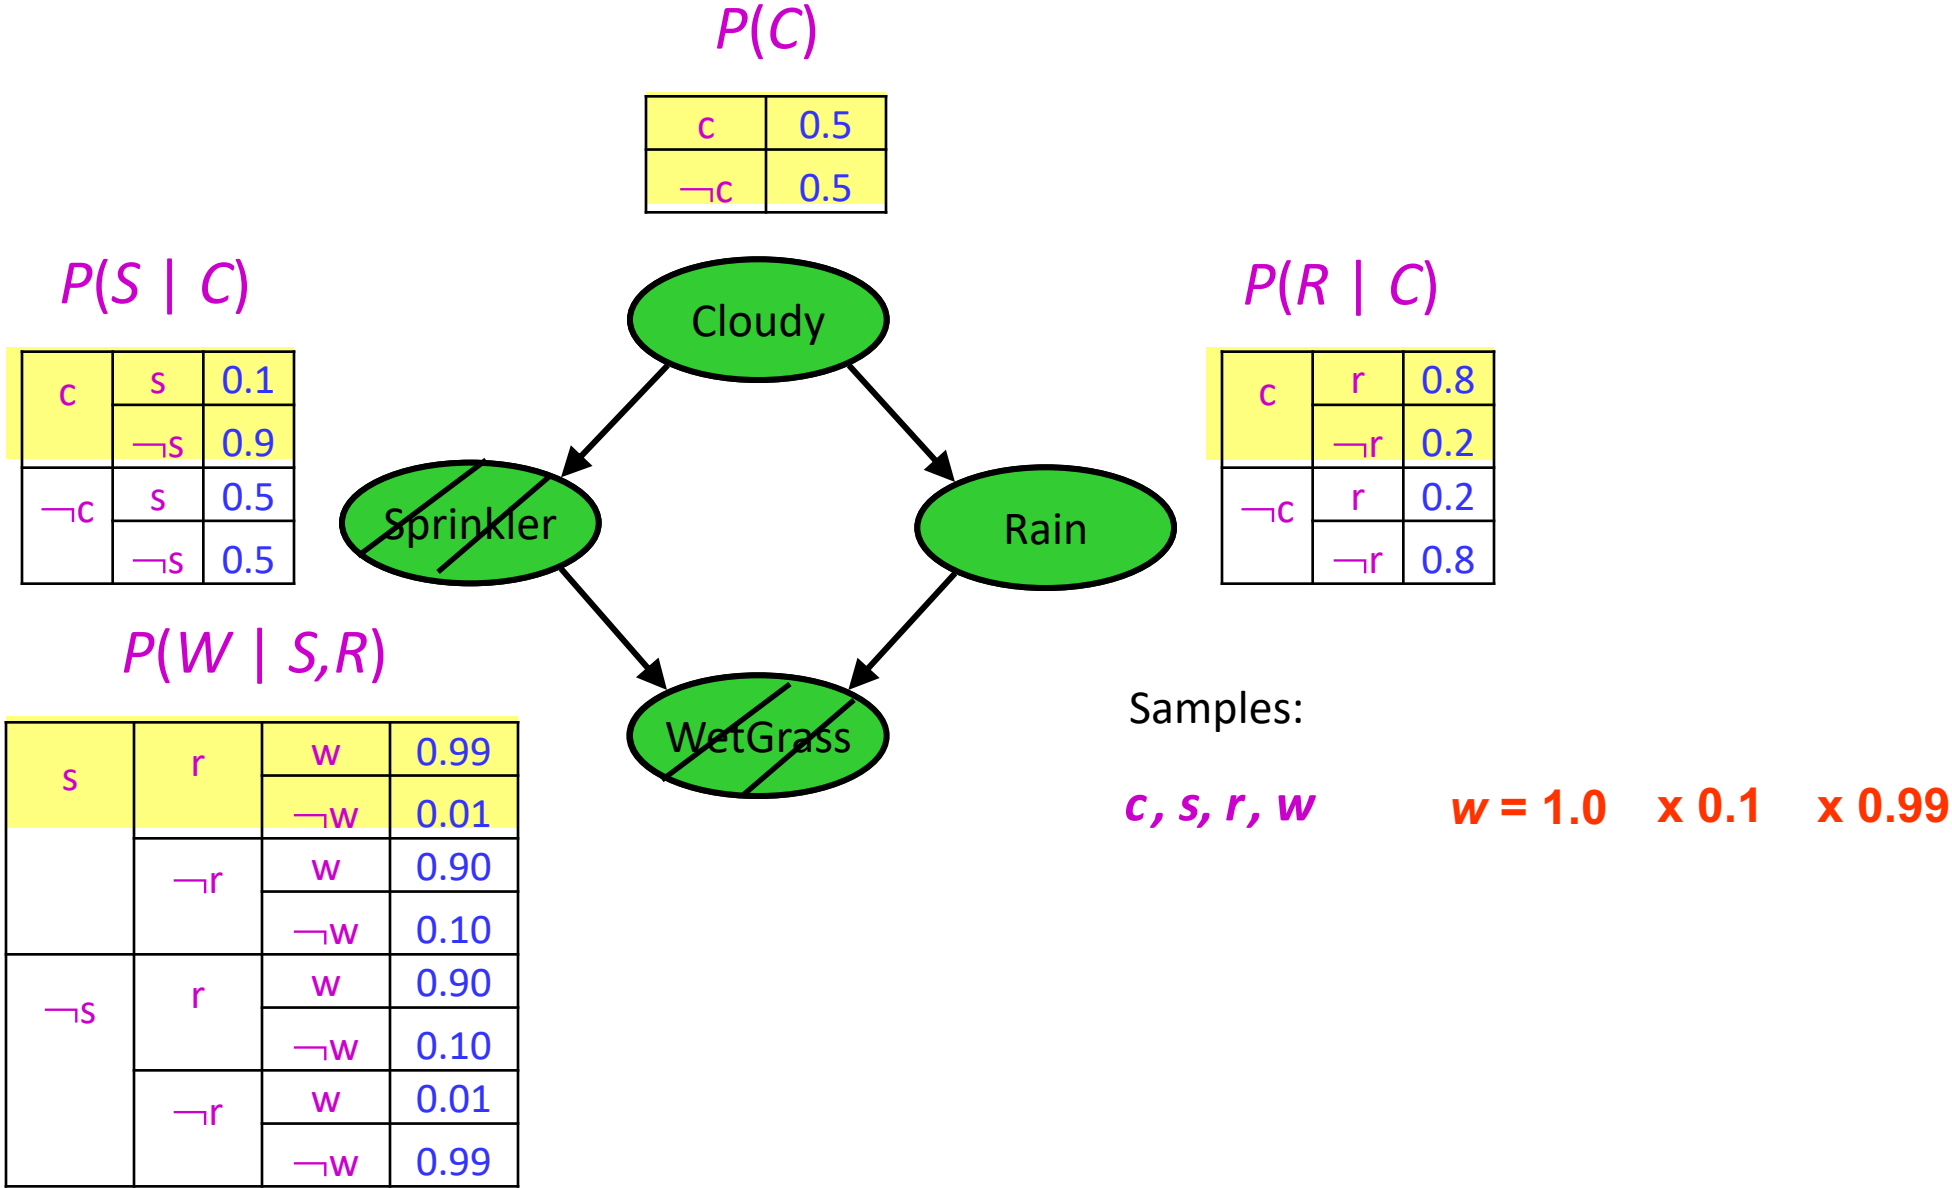 P(C)
c 0.5
¬c 0.5
P(S | C)
c s 0.1
¬s 0.9
¬c s 0.5
¬s 0.5
Cloudy
P(R | C)
c r 0.8
¬r 0.2
¬c r 0.2
¬r 0.8
Sprinkler
Rain
P(W | S,R)
s r w 0.99
¬w 0.01
¬r w 0.90
¬w 0.10
¬s r w 0.90
¬w 0.10
¬r w 0.01
¬w 0.99
WetGrass
Samples:
c, s, r, w w = 1.0 x 0.1 x 0.99